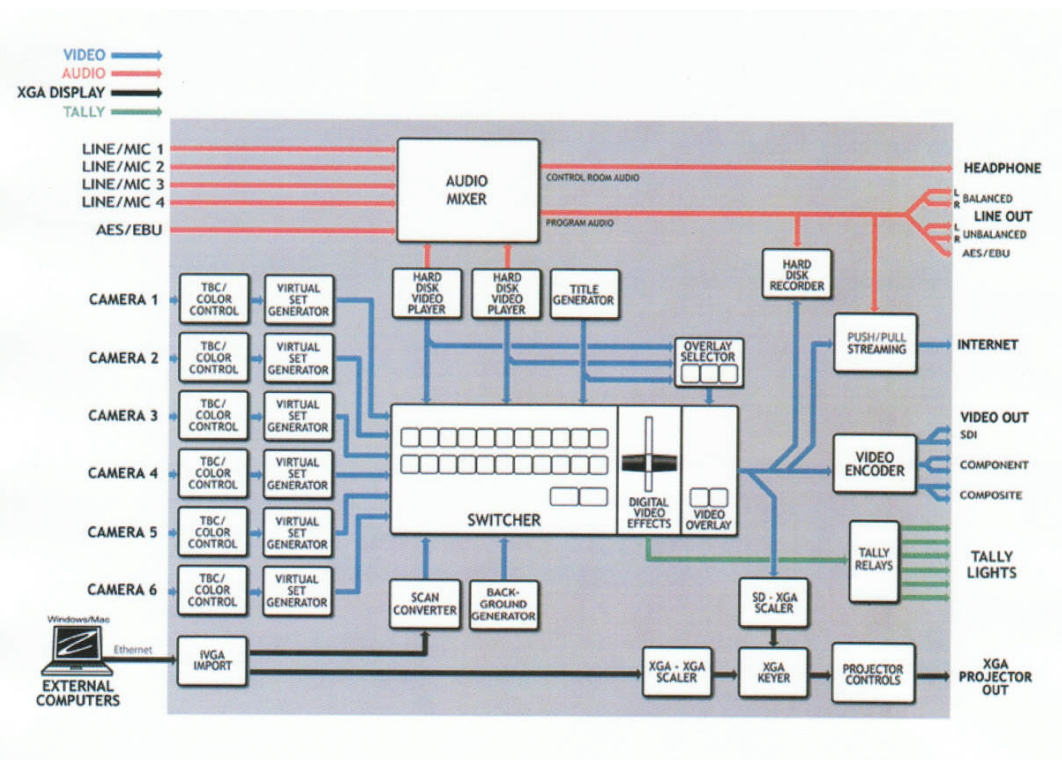 VIDEO
AUDIO
XGA DISPLAY
TALLY
LINE/MIC 1
LINE/MIC 2
LINE/MIC 3
LINE/MIC 4
AES/EBU
AUDIO
MIXER
CONTROL ROOM AUDIO
PROGRAM AUDIO
HEADPHONE
L
R
BALANCED
LINE OUT
L
R
UNBALANCED
AES/EBU
HARD
DISK
VIDEO
PLAYER
HARD
DISK
VIDEO
PLAYER
TITLE
GENERATOR
HARD
DISK
RECORDER
CAMERA 1
TBC/
COLOR
CONTROL
VIRTUAL
SET
GENERATOR
CAMERA 2
TBC/
COLOR
CONTROL
VIRTUAL
SET
GENERATOR
CAMERA 3
TBC/
COLOR
CONTROL
VIRTUAL
SET
GENERATOR
CAMERA 4
TBC/
COLOR
CONTROL
VIRTUAL
SET
GENERATOR
CAMERA 5
TBC/
COLOR
CONTROL
VIRTUAL
SET
GENERATOR
CAMERA 6
TBC/
COLOR
CONTROL
VIRTUAL
SET
GENERATOR
OVERLAY
SELECTOR
PUSH/PULL
STREAMING
INTERNET
SWITCHER
DIGITAL
VIDEO
EFFECTS
VIDEO
OVERLAY
VIDEO
ENCODER
VIDEO OUT
SDI
COMPONENT
COMPOSITE
TALLY
RELAYS
TALLY
LIGHTS
SCAN
CONVERTER
BACK-
GROUND
GENERATOR
SD - XGA
SCALER
Windows/Mac
Ethernet
EXTERNAL
COMPUTERS
iVGA
IMPORT
XGA - XGA
SCALER
XGA
KEYER
PROJECTOR
CONTROLS
XGA
PROJECTOR
OUT